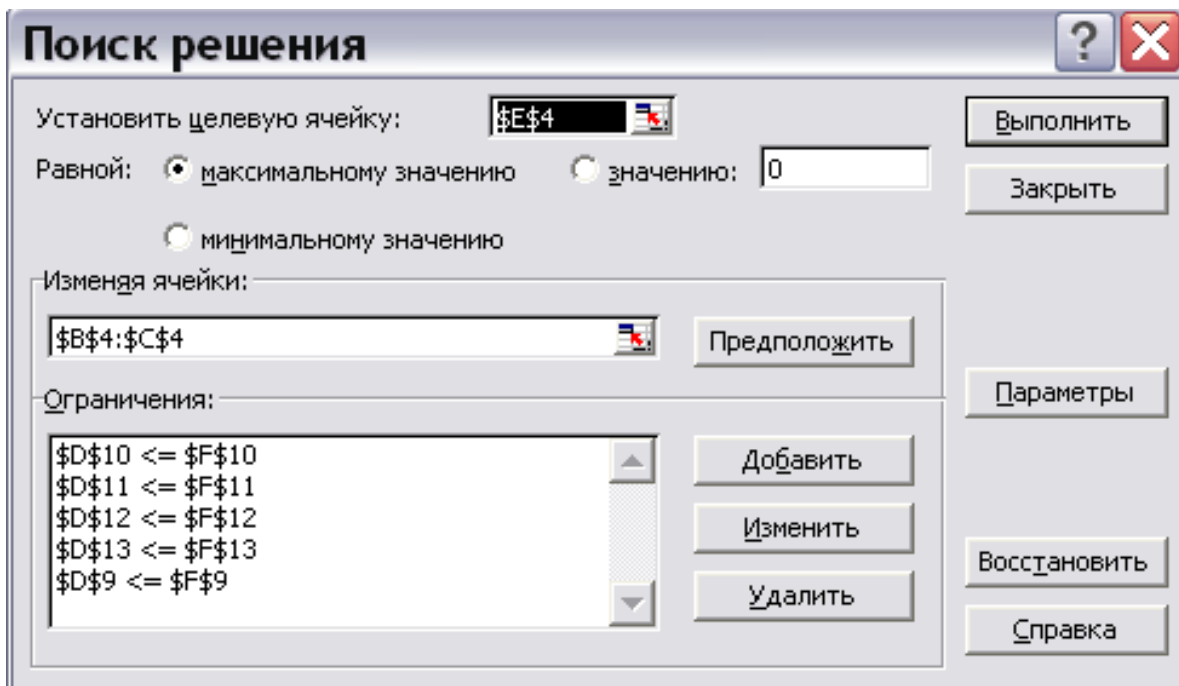 Поиск решения
Установить целевую ячейку: $E$4
Выполнить
Равной: максимальному значению значению: 0
Закрыть
минимальному значению
Изменяя ячейки:
$B$4:$C$4
Предположить
Параметры
Ограничения:
$D$10 <= $F$10
Добавить
$D$11 <= $F$11
$D$12 <= $F$12
Изменить
$D$13 <= $F$13
Восстановить
$D$9 <= $F$9
Удалить
Справка